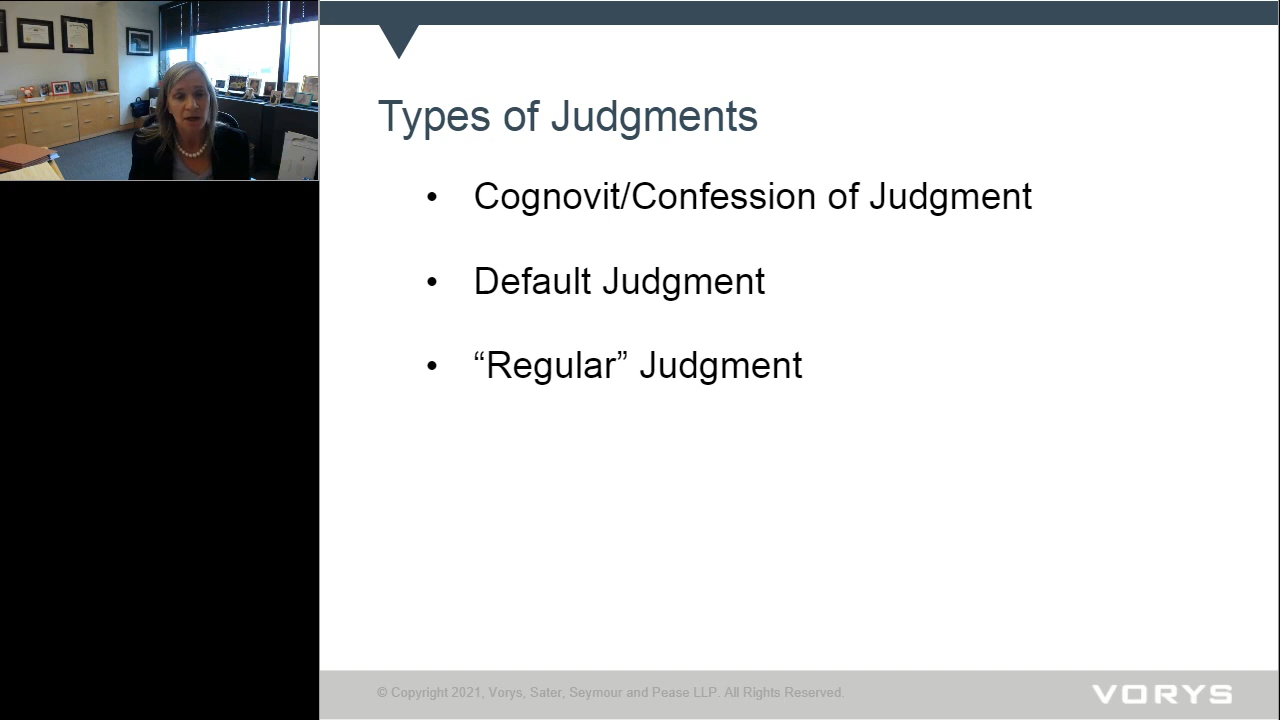 Types of Judgments
• Cognovit/Confession of Judgment
• Default Judgment
• “Regular” Judgment
© Copyright 2021, Vorys, Sater, Seymour and Pease LLP. All Rights Reserved.
VORYS